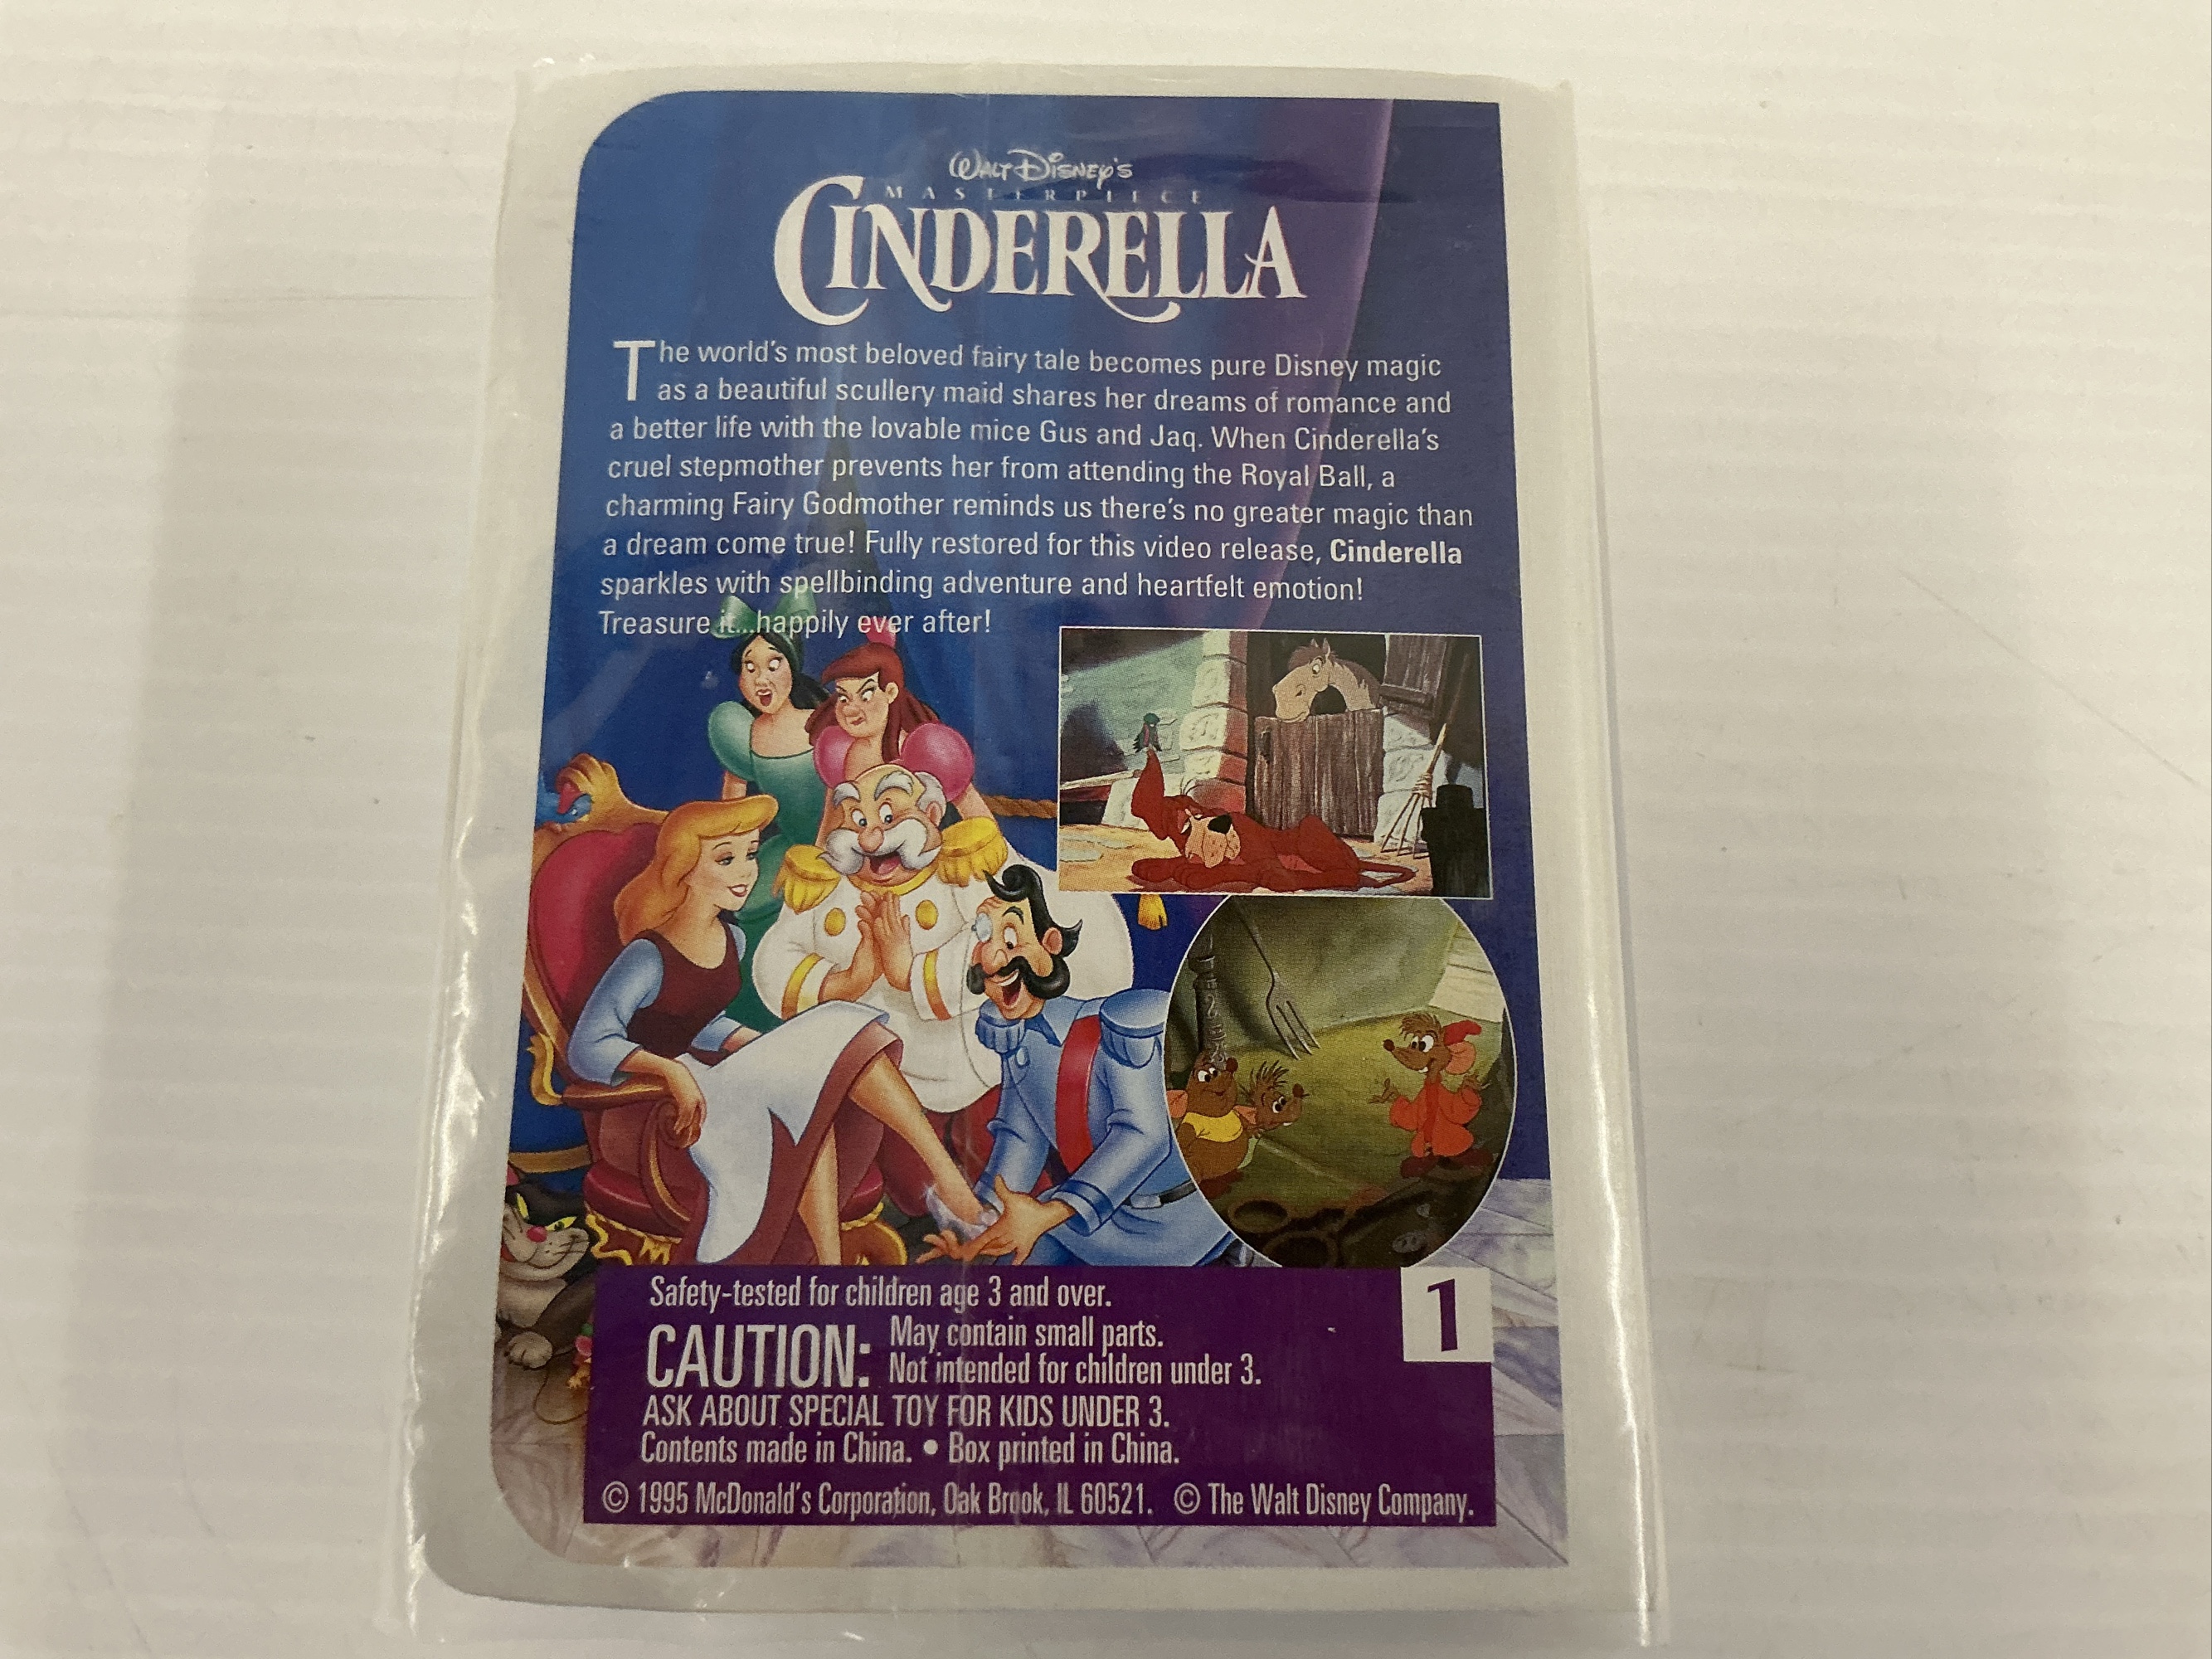 WALT DISNEY'S
MASTERPIECE
CINDERELLA
The world's most beloved fairy tale becomes pure Disney magic
as a beautiful scullery maid shares her dreams of romance and
a better life with the lovable mice Gus and Jaq. When Cinderella's
cruel stepmother prevents her from attending the Royal Ball, a
charming Fairy Godmother reminds us there's no greater magic than
a dream come true! Fully restored for this video release, Cinderella
sparkles with spellbinding adventure and heartfelt emotion!
Treasure it...happily ever after!
Safety-tested for children age 3 and over.
1
CAUTION: May contain small parts.
Not intended for children under 3.
ASK ABOUT SPECIAL TOY FOR KIDS UNDER 3.
Contents made in China. • Box printed in China.
© 1995 McDonald's Corporation, Oak Brook, IL 60521. © The Walt Disney Company.